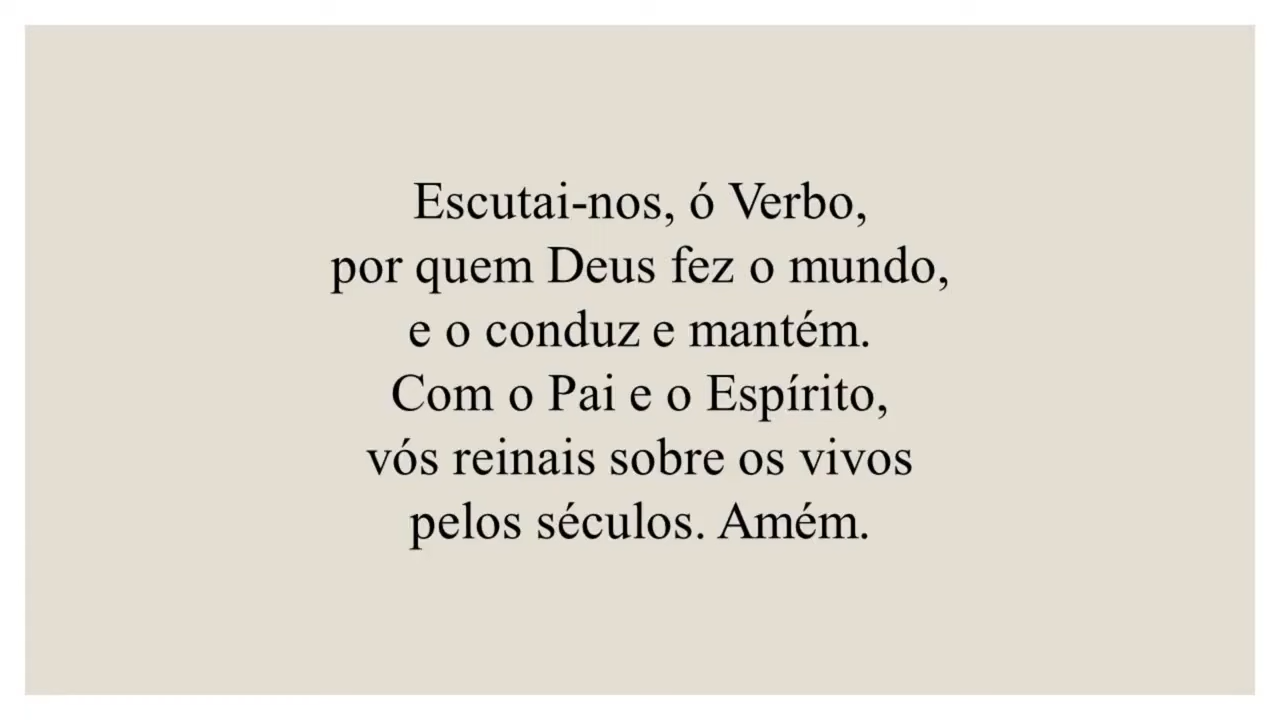 Escutai-nos, ó Verbo,
por quem Deus fez o mundo,
e o conduz e mantém.
Com o Pai e o Espírito,
vós reinais sobre os vivos
pelos séculos. Amém.